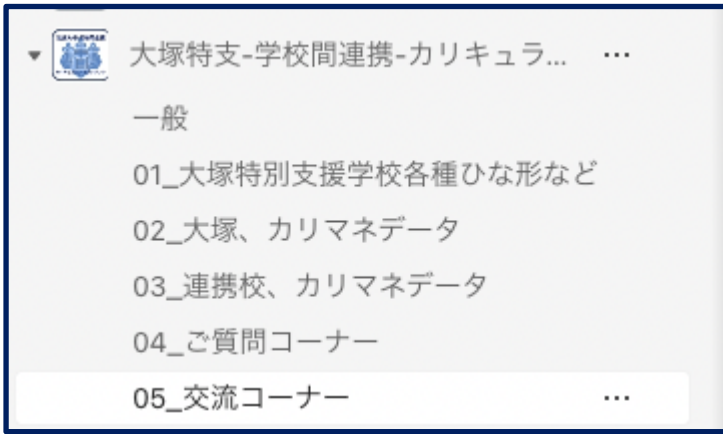 大塚特支-学校間連携-カリキュラ... ...
一般
01_大塚特別支援学校各種ひな形など
02_大塚、カリマネデータ
03_連携校、カリマネデータ
04_ご質問コーナー
05_交流コーナー ...